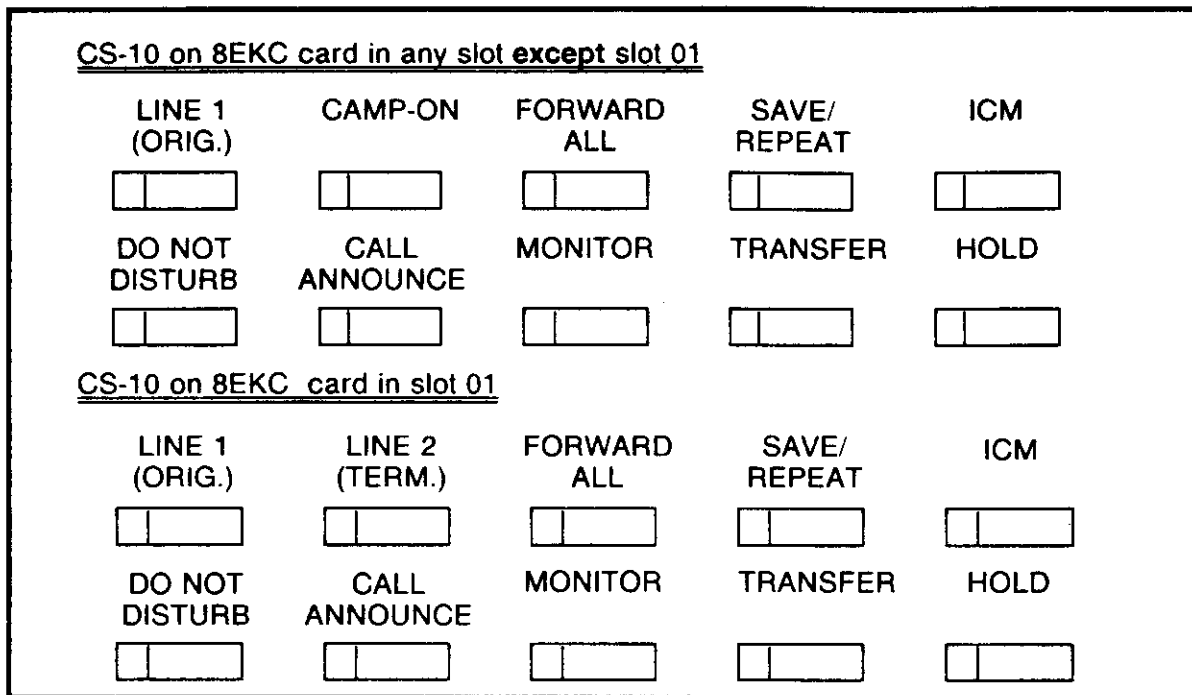 CS-10 on 8EKC card in any slot except slot 01
LINE 1 CAMP-ON FORWARD SAVE/ ICM
(ORIG.) ALL REPEAT
DO NOT CALL MONITOR TRANSFER HOLD
DISTURB ANNOUNCE
CS-10 on 8EKC card in slot 01
LINE 1 LINE 2 FORWARD SAVE/ ICM
(ORIG.) (TERM.) ALL REPEAT
DO NOT CALL MONITOR TRANSFER HOLD
DISTURB ANNOUNCE